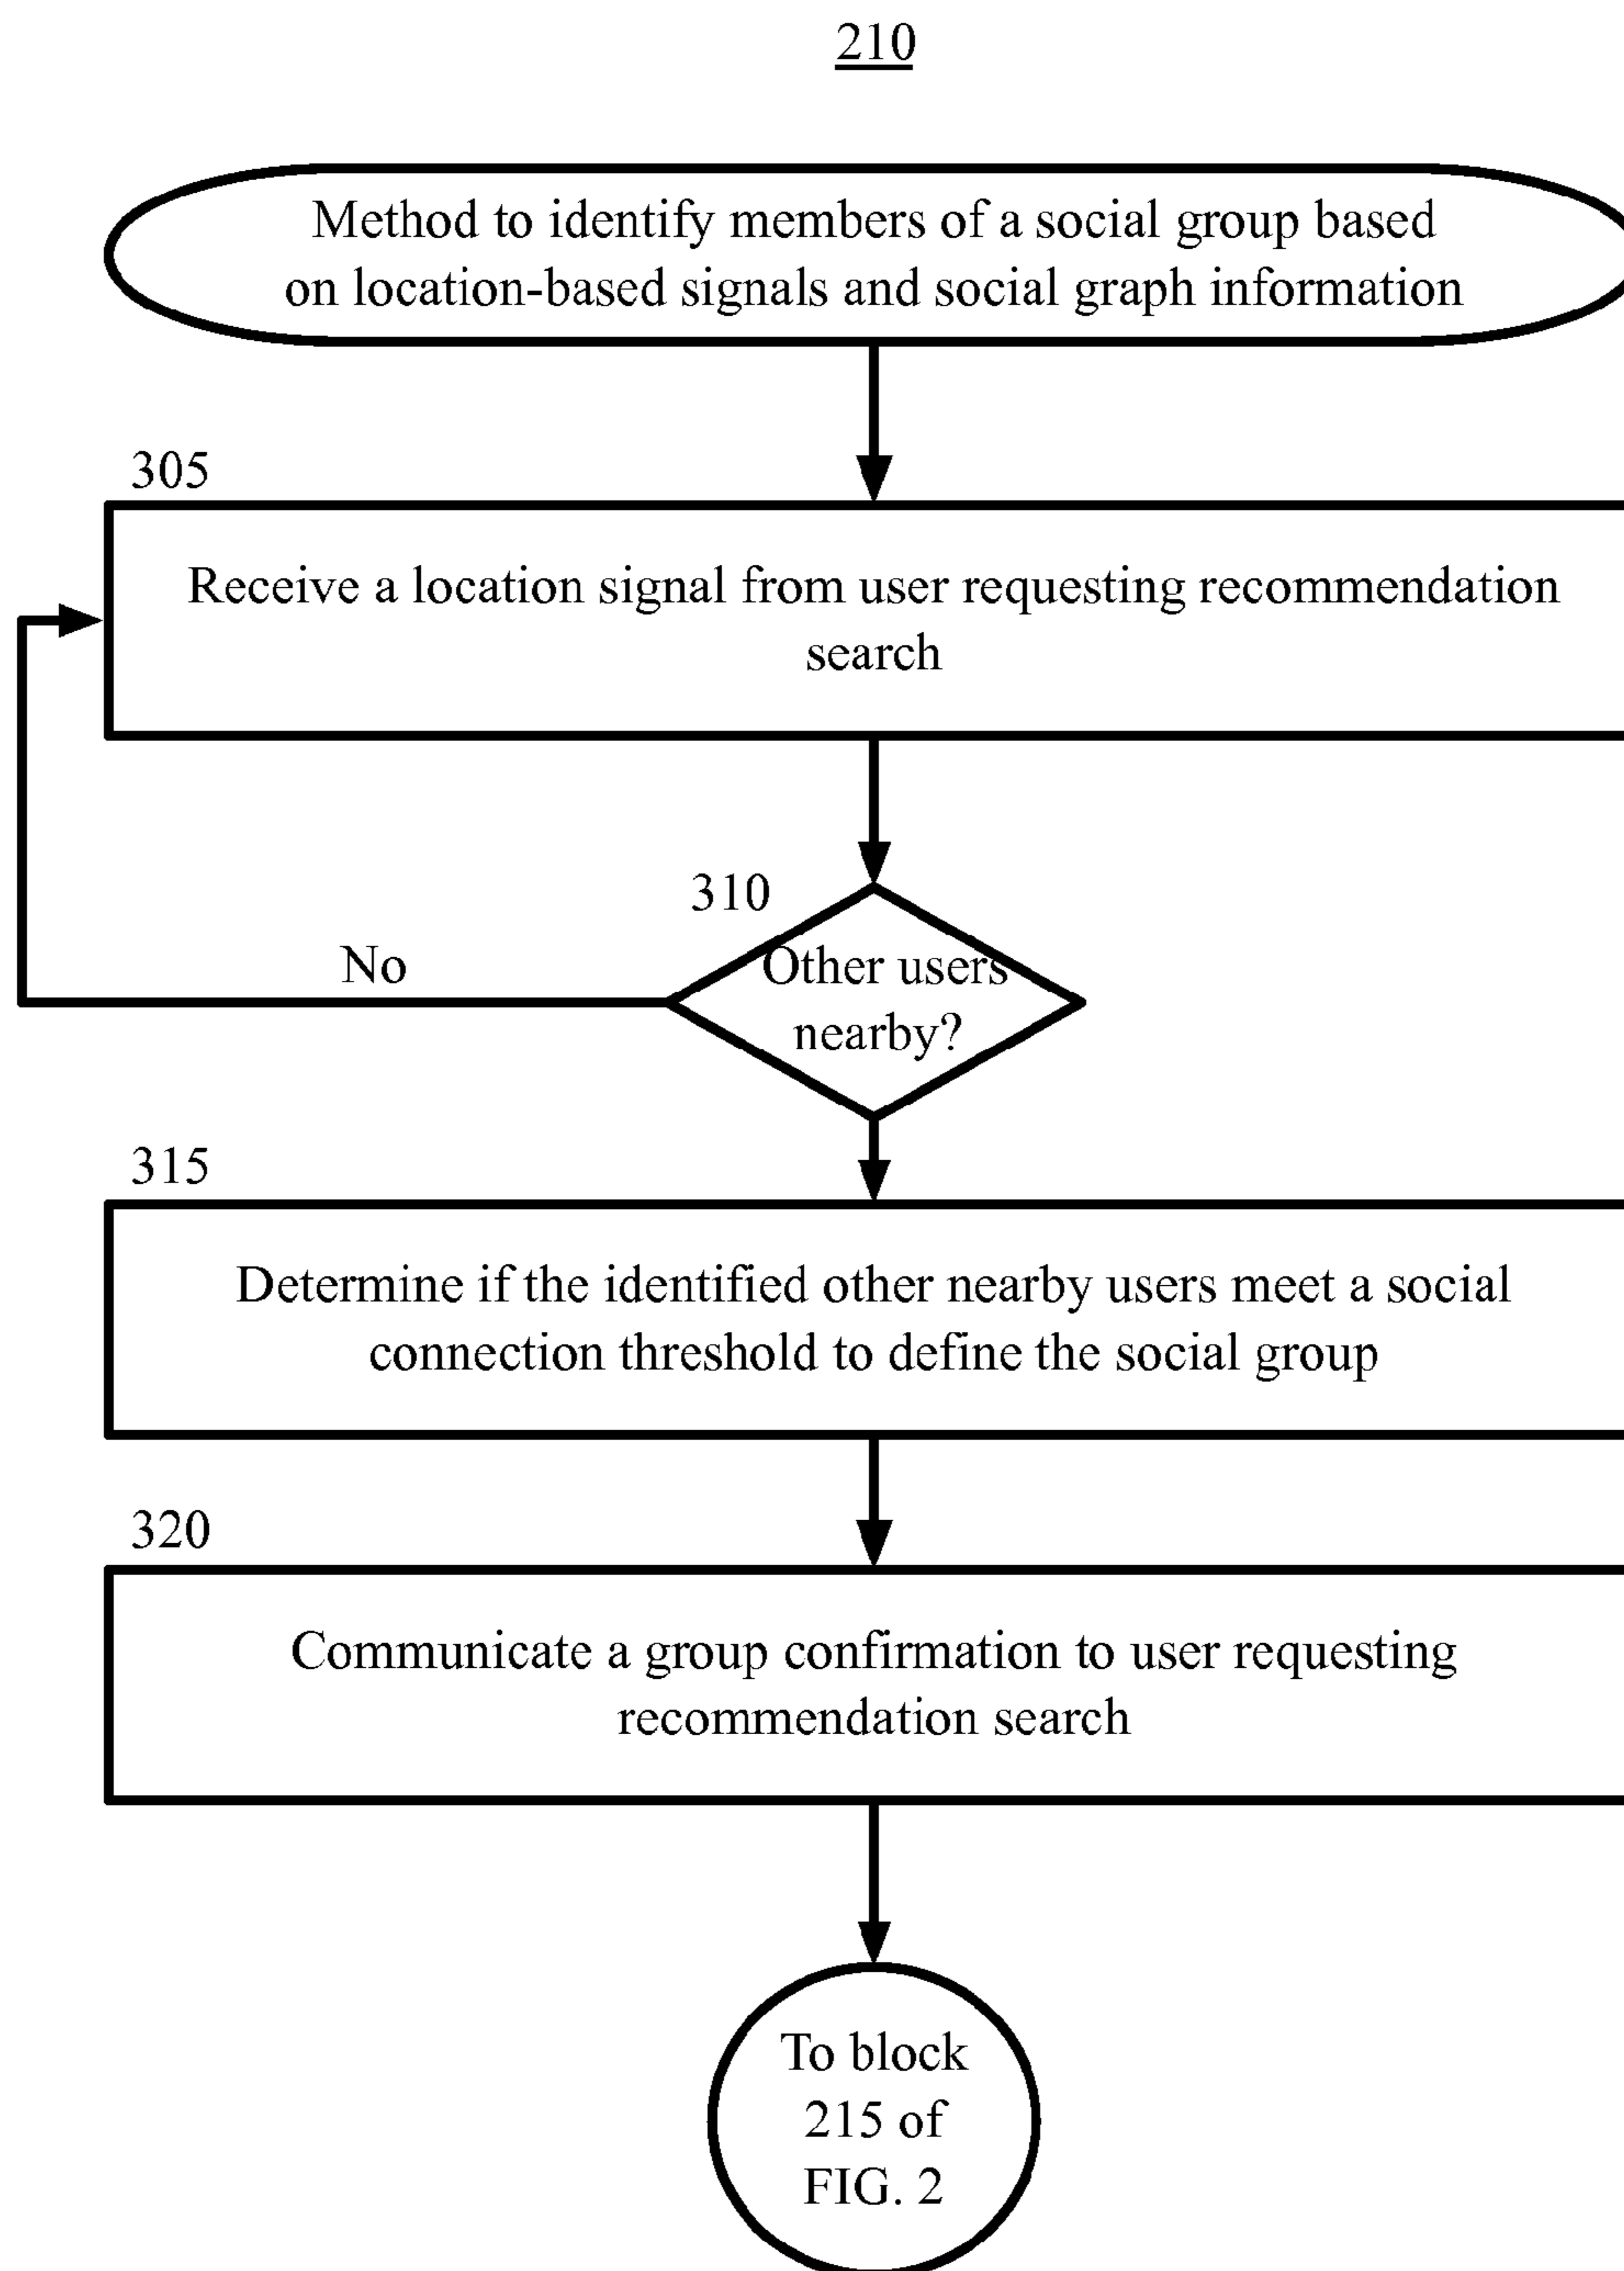 210
Method to identify members of a social group based
on location-based signals and social graph information
305
Receive a location signal from user requesting recommendation
search
310
No
Other users
nearby?
315
Determine if the identified other nearby users meet a social
connection threshold to define the social group
320
Communicate a group confirmation to user requesting
recommendation search
To block
215 of
FIG. 2